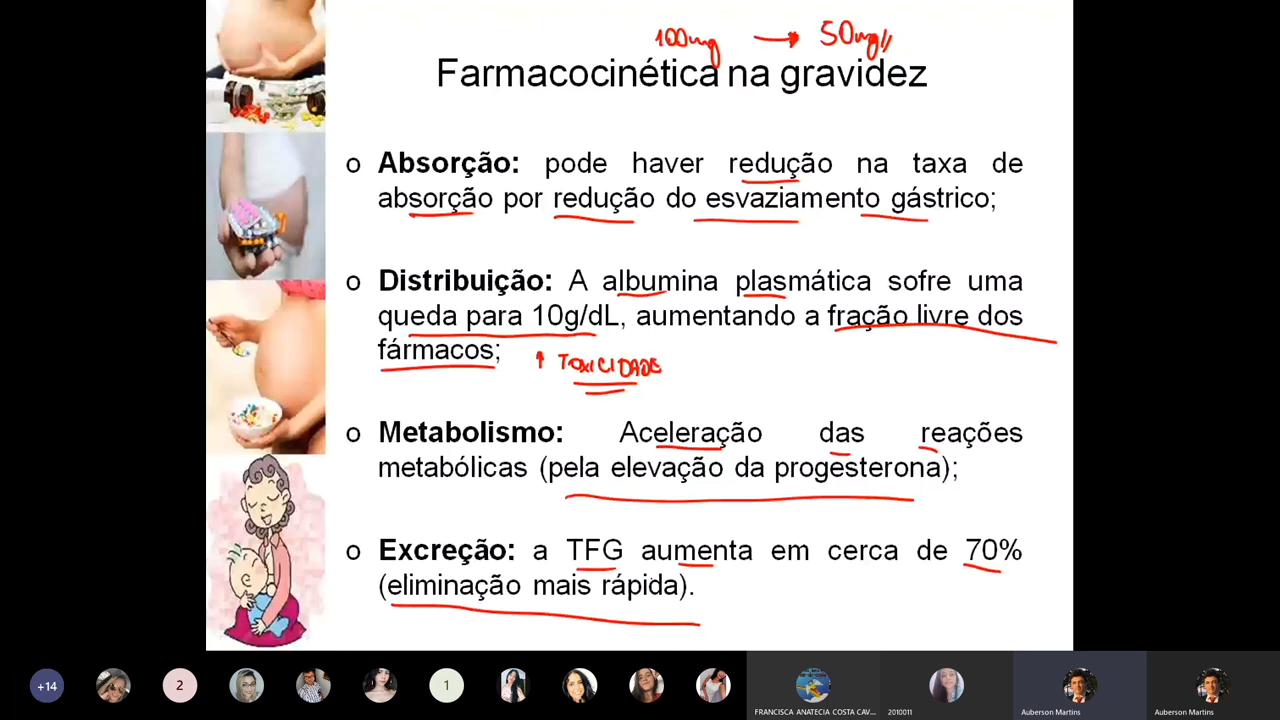 100mg → 50mg//
Farmacocinética na gravidez
o Absorção: pode haver redução na taxa de
absorção por redução do esvaziamento gástrico;
o Distribuição: A albumina plasmática sofre uma
queda para 10g/dL, aumentando a fração livre dos
fármacos;
↑ TOXICIDADE
o Metabolismo: Aceleração das reações
metabólicas (pela elevação da progesterona);
o Excreção: a TFG aumenta em cerca de 70%
(eliminação mais rápida).
+14
2
1
FRANCISCA ANATECIA COSTA CAV...
2010011
Auberson Martins
Auberson Martins